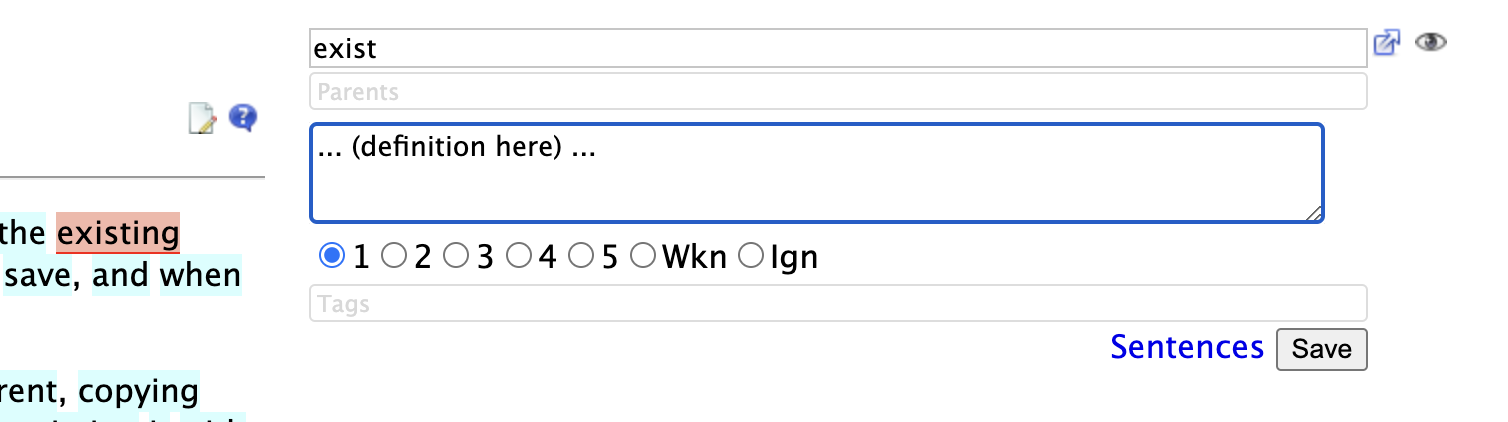 exist
Parents
... (definition here) ...
1 2 3 4 5 Wkn Ign
Tags
Sentences Save
the existing
save, and when
rent, copying